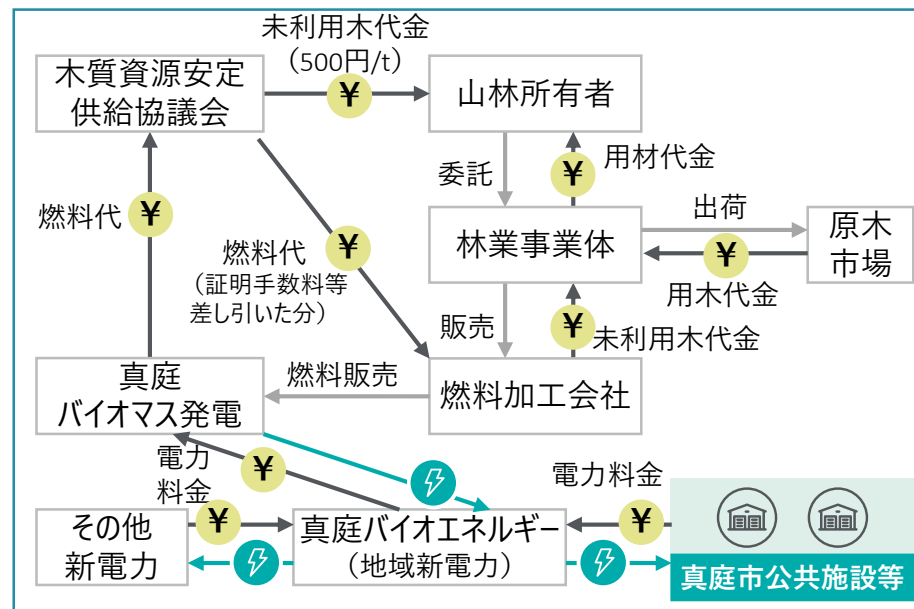 未利用木代金
（500円/t）
木質資源安定
供給協議会
¥
山林所有者
委託
¥
用材代金
燃料代
¥
燃料代
（証明手数料等
差し引いた分）
¥
林業事業体
出荷
¥
用木代金
原木
市場
販売
¥
未利用木代金
真庭
バイオマス発電
燃料販売
燃料加工会社
電力
料金
¥
電力料金
その他
新電力
¥
真庭バイオエネルギー
（地域新電力）
¥
真庭市公共施設等